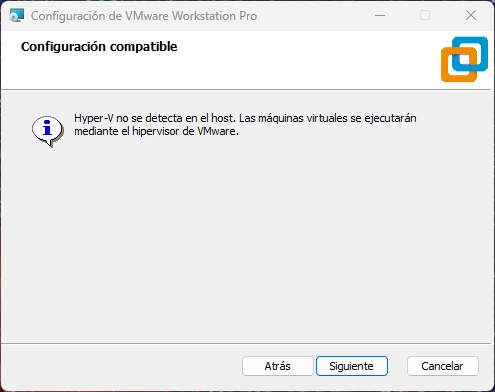 Configuración de VMware Workstation Pro
Configuración compatible
Hyper-V no se detecta en el host. Las máquinas virtuales se ejecutarán
mediante el hipervisor de VMware.
Atrás
Siguiente
Cancelar